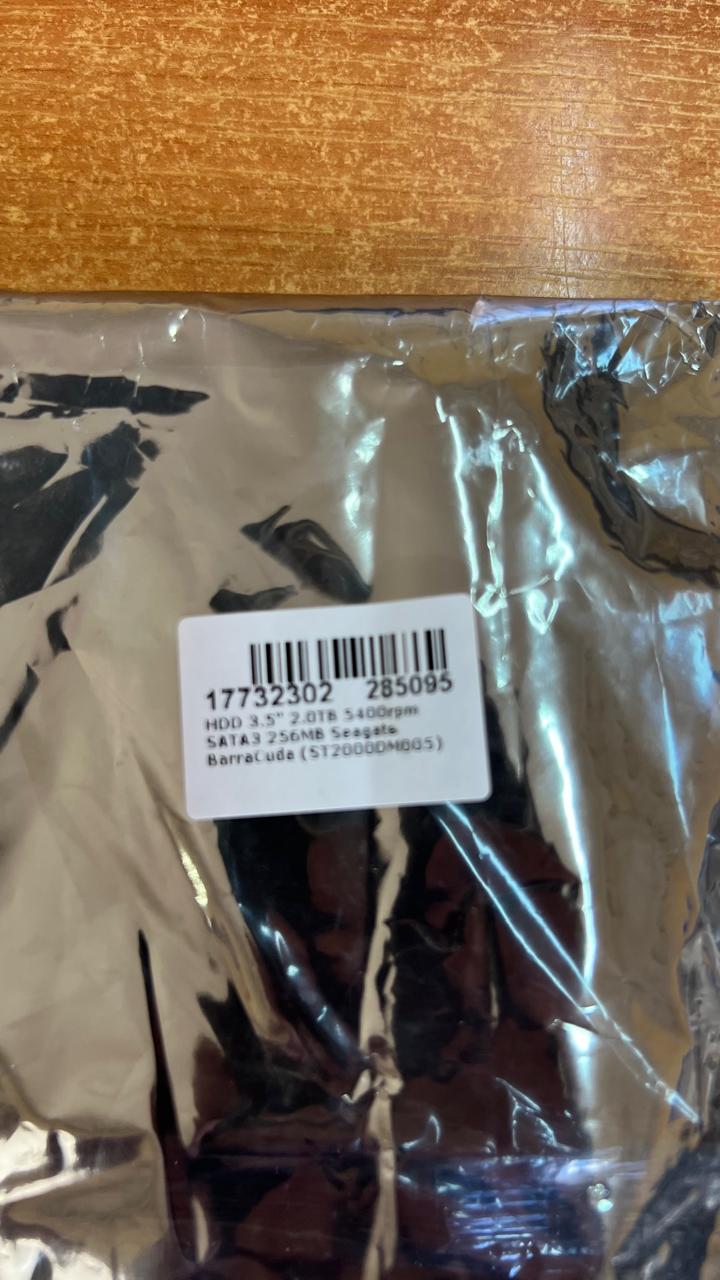 17732302 285095
HDD 3.5" 2.0TB 5400rpm
SATA3 256MB Seagate
BarraCuda (ST2000DM005)